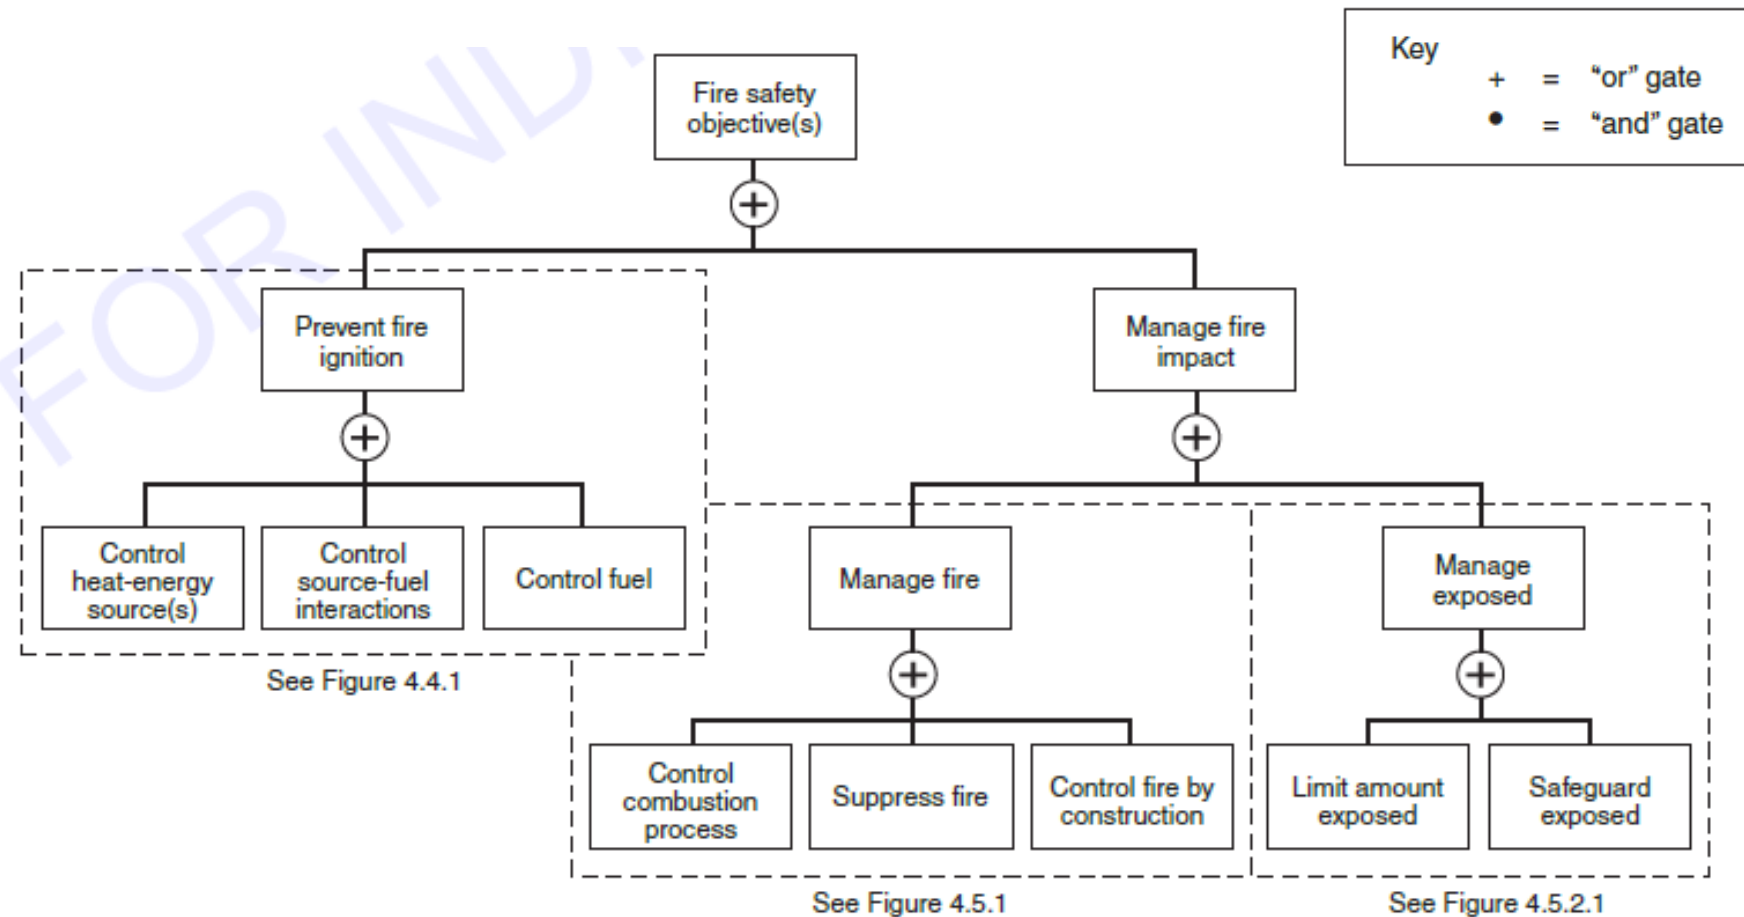 Key
+ = “or” gate
● = “and” gate
Fire safety
objective(s)
+
Prevent fire
ignition
Manage fire
impact
+
+
Control
heat-energy
source(s)
Control
source-fuel
interactions
Control fuel
Manage fire
Manage
exposed
See Figure 4.4.1
+
+
Control
combustion
process
Suppress fire
Control fire by
construction
Limit amount
exposed
Safeguard
exposed
See Figure 4.5.1
See Figure 4.5.2.1
FOR